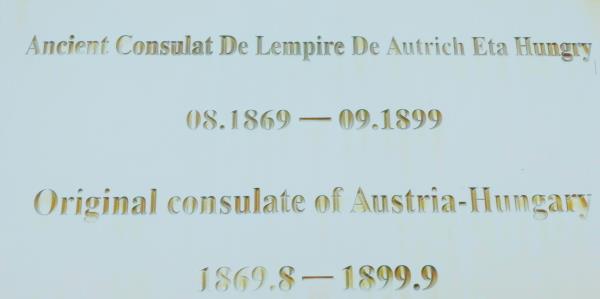 Ancient Consulat De Lempire De Autrich Eta Hungry
08.1869 — 09.1899
Original consulate of Austria-Hungary
1869.8 — 1899.9